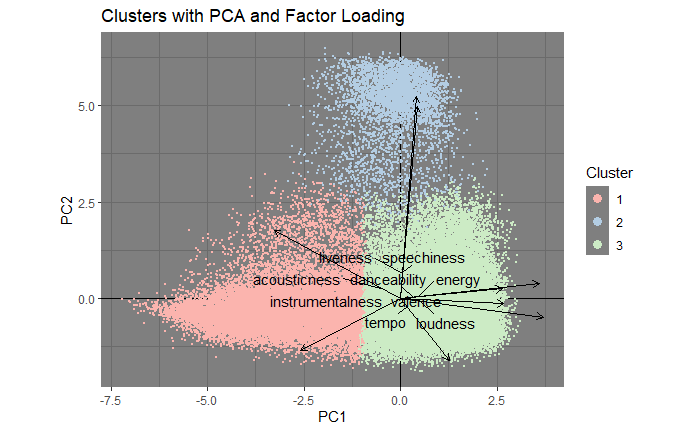 Clusters with PCA and Factor Loading
PC2
5.0
2.5
0.0
liveness speechiness
acousticness danceability energy
instrumentalness valence
tempo loudness
-7.5 -5.0 -2.5 0.0 2.5
PC1
Cluster
1
2
3